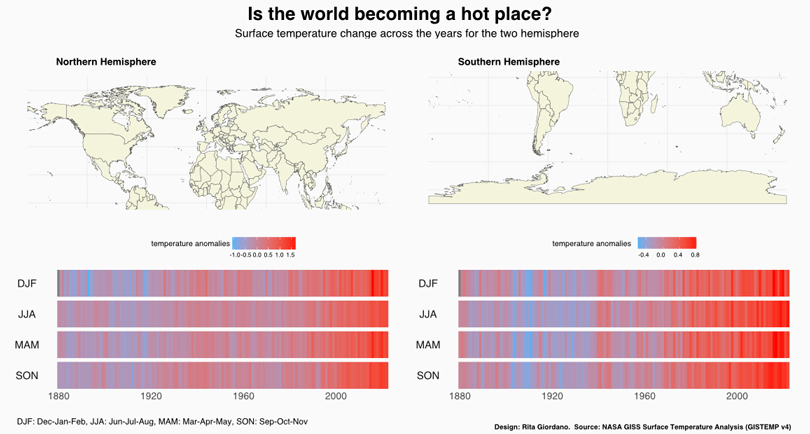 Is the world becoming a hot place?
Surface temperature change across the years for the two hemisphere
Northern Hemisphere
Southern Hemisphere
temperature anomalies
-1.0 -0.5 0.0 0.5 1.0 1.5
temperature anomalies
-0.4 0.0 0.4 0.8
DJF
JJA
MAM
SON
1880 1920 1960 2000
DJF
JJA
MAM
SON
1880 1920 1960 2000
DJF: Dec-Jan-Feb, JJA: Jun-Jul-Aug, MAM: Mar-Apr-May, SON: Sep-Oct-Nov
Design: Rita Giordano. Source: NASA GISS Surface Temperature Analysis (GISTEMP v4)